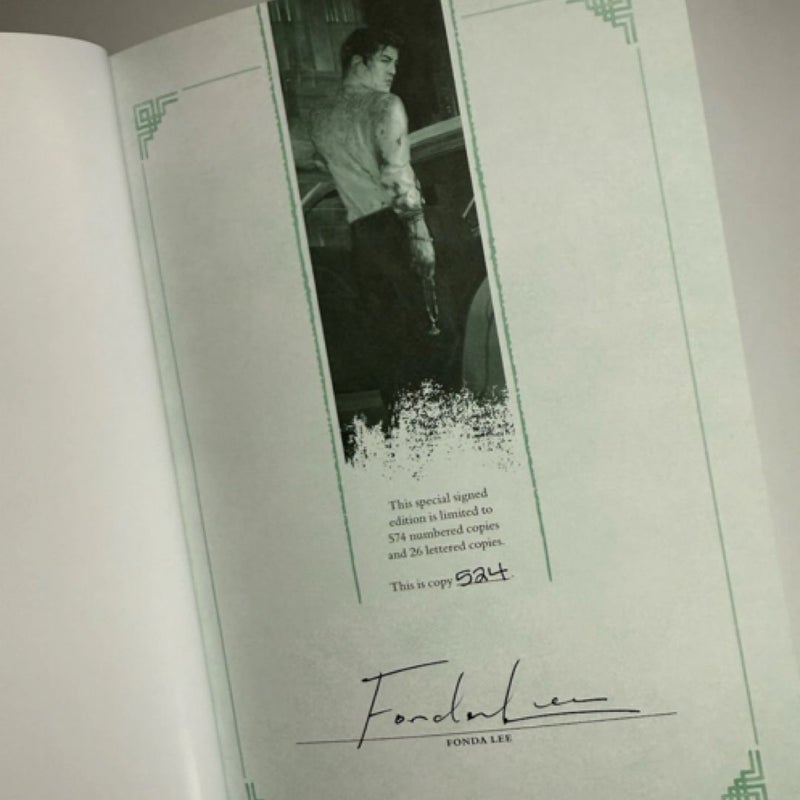 This special signed
edition is limited to
574 numbered copies
and 26 lettered copies.
This is copy 524.
Fonda Lee
FONDA LEE